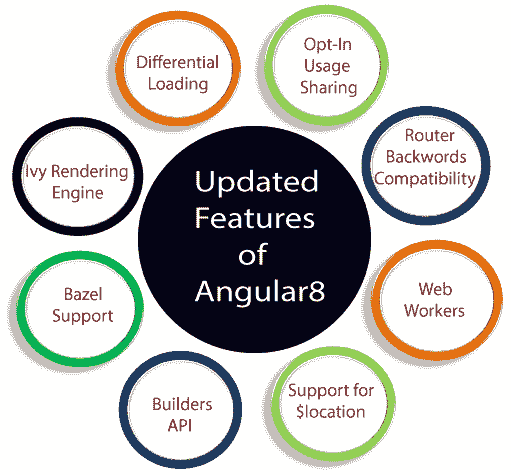 Updated
Features
of
Angular8
Differential
Loading
Opt-In
Usage
Sharing
Router
Backwords
Compatibility
Web
Workers
Support for
$location
Builders
API
Bazel
Support
Ivy Rendering
Engine